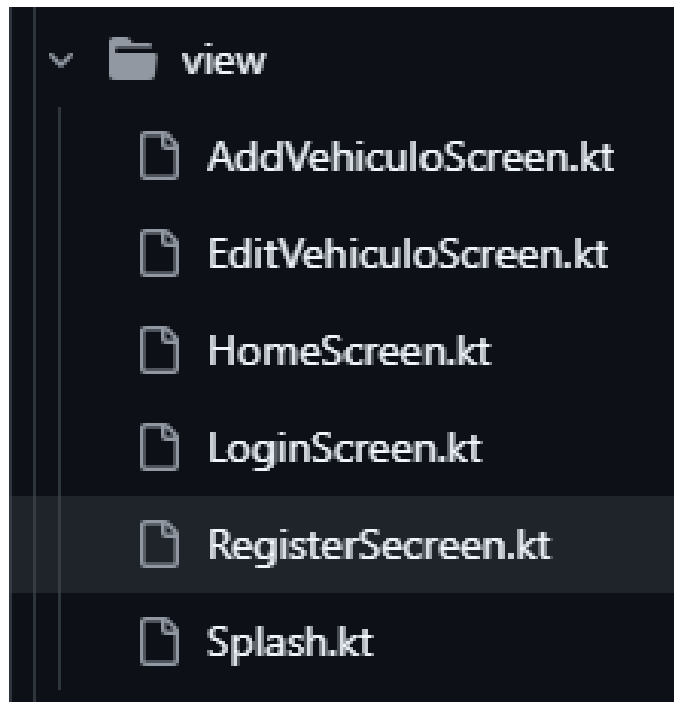 view
AddVehiculoScreen.kt
EditVehiculoScreen.kt
HomeScreen.kt
LoginScreen.kt
RegisterSecreen.kt
Splash.kt